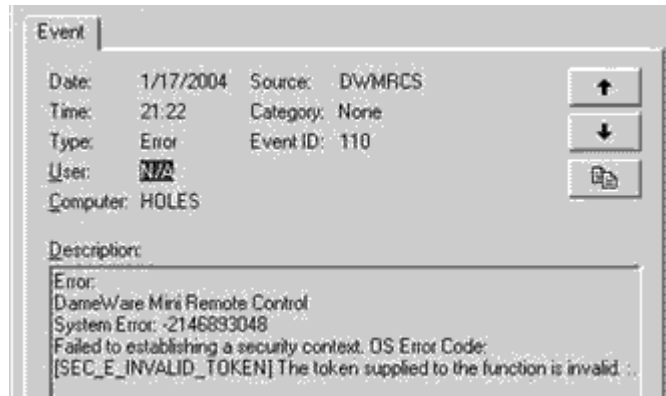 Event
Date: 1/17/2004 Source: DWMRCS
Time: 21:22 Category: None
Type: Error Event ID: 110
User: N/A
Computer: HOLES
Description:
Error:
DameWare Mini Remote Control
System Error: -2146893048
Failed to establishing a security context. OS Error Code:
[SEC_E_INVALID_TOKEN] The token supplied to the function is invalid